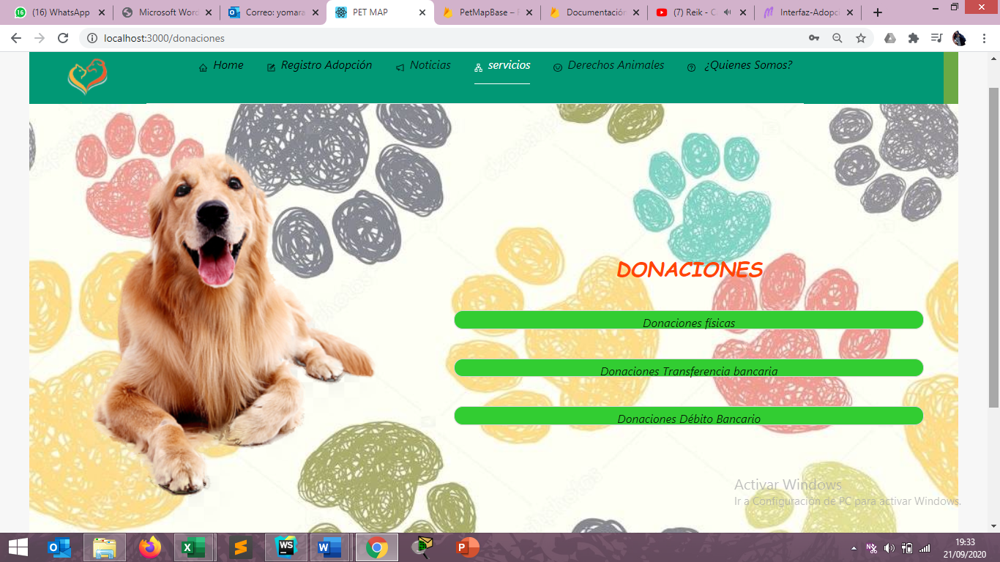 (16) WhatsApp
Microsoft Word
Correo: yomara
PET MAP
PetMapBase –
Documentación
(7) Reik - C
Interfaz-Adopc
localhost:3000/donaciones
Home
Registro Adopción
Noticias
servicios
Derechos Animales
¿Quienes Somos?
DONACIONES
Donaciones físicas
Donaciones Transferencia bancaria
Donaciones Débito Bancario
Activar Windows
Ir a Configuración de PC para activar Windows.
19:33
21/09/2020